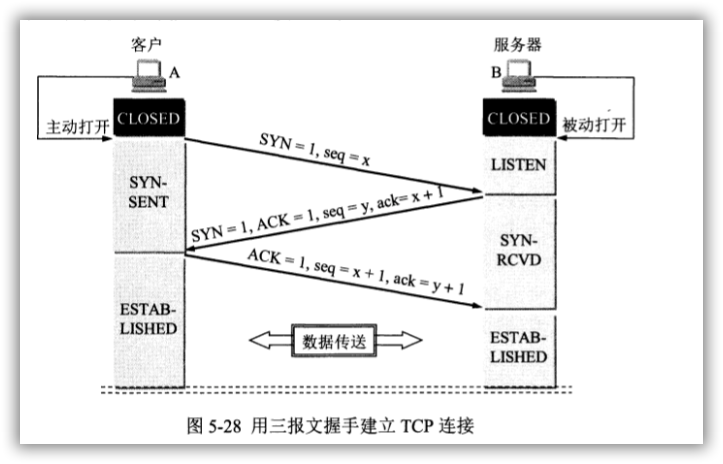 客户
服务器
A
B
主动打开
CLOSED
CLOSED
被动打开
SYN = 1, seq = x
LISTEN
SYN-
SENT
SYN = 1, ACK = 1, seq = y, ack= x + 1
SYN-
RCVD
ACK = 1, seq = x + 1, ack = y + 1
ESTAB-
LISHED
数据传送
ESTAB-
LISHED
图 5-28 用三报文握手建立 TCP 连接